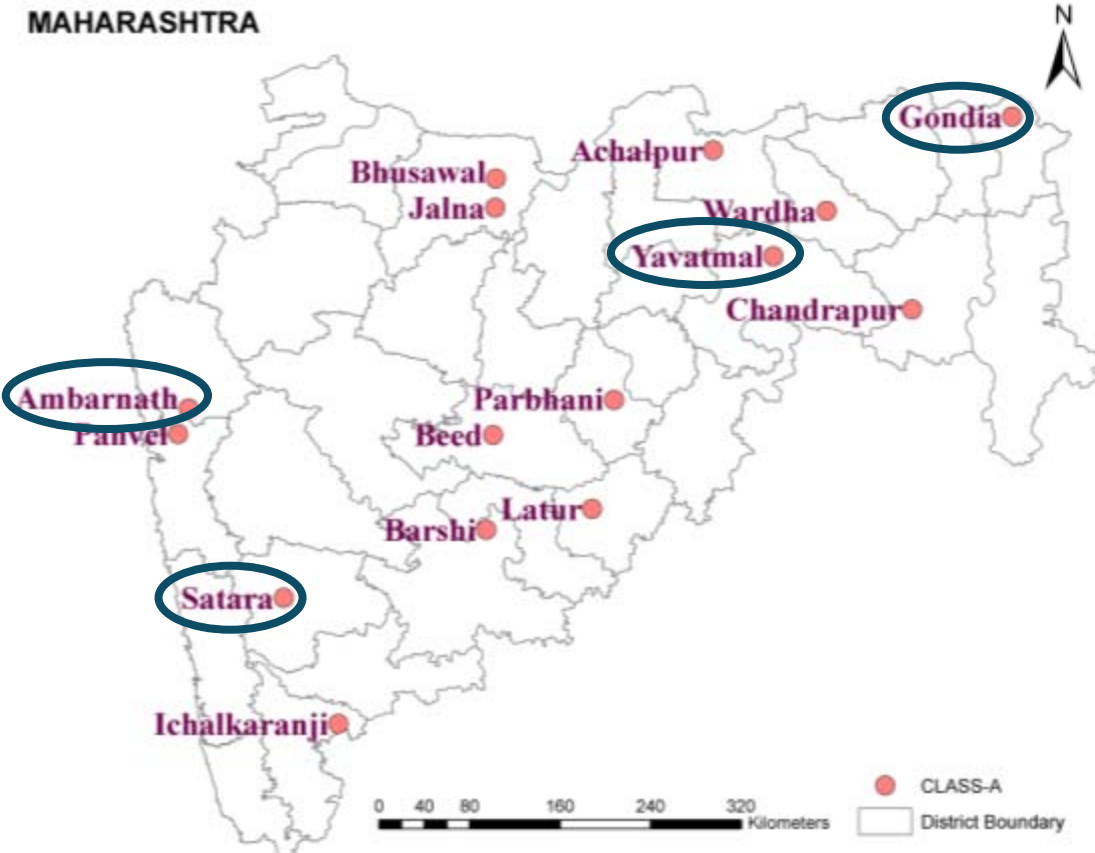 MAHARASHTRA
N
Gondia
Achalpur
Bhusawal
Jalna
Wardha
Yavatmal
Chandrapur
Ambarnath
Parbhani
Panvel
Beed
Latur
Barshi
Satara
Ichalkaranji
CLASS-A
0 40 80 160 240 320
Kilometers
District Boundary